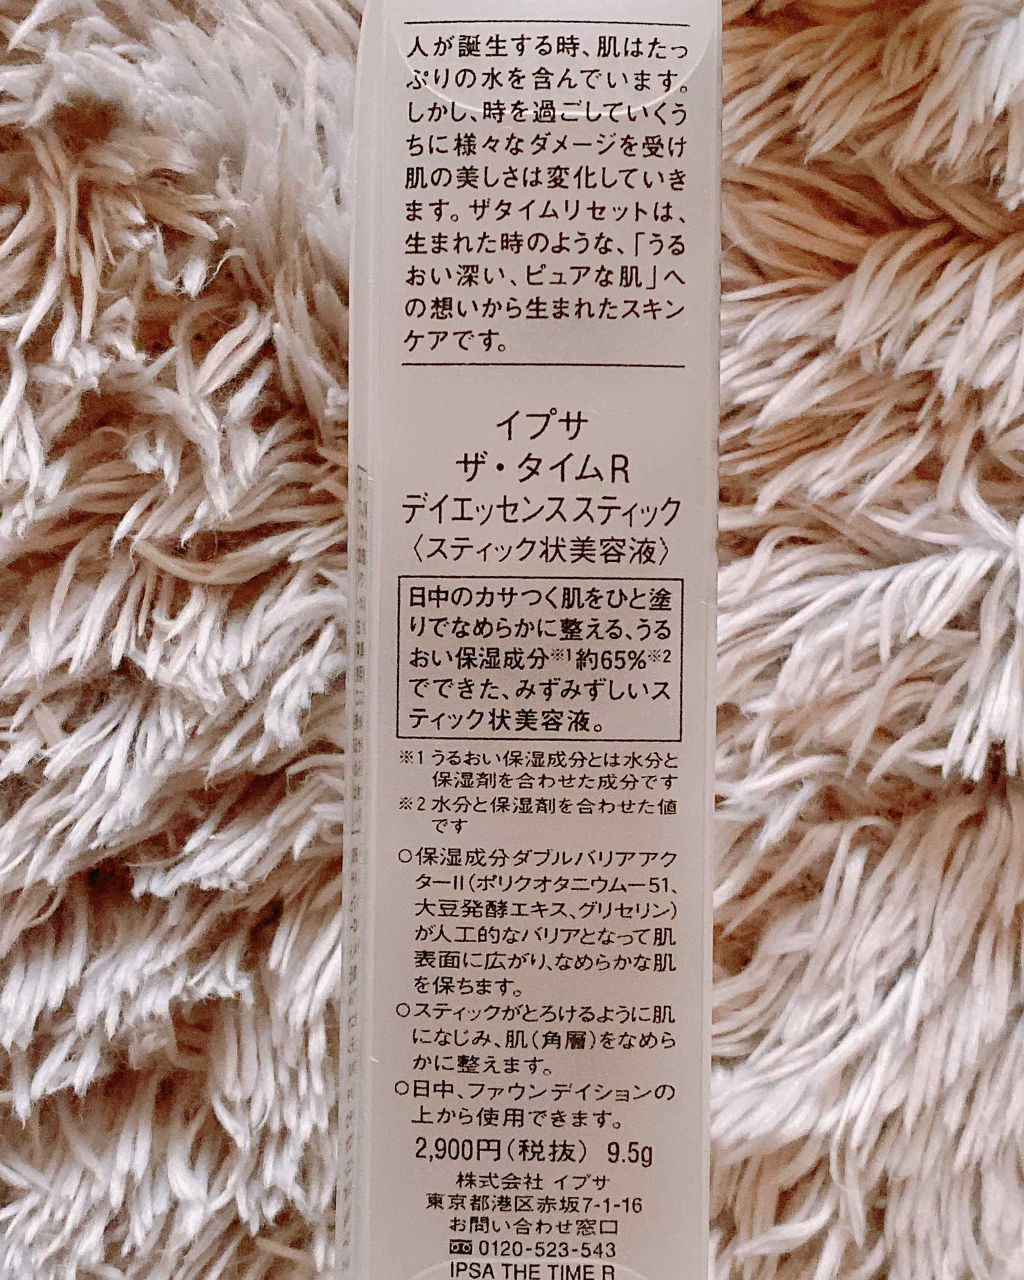 人が誕生する時、肌はたっ
ぷりの水を含んでいます。
しかし、時を過ごしていくう
ちに様々なダメージを受け
肌の美しさは変化していき
ます。ザタイムリセットは、
生まれた時のような、「うる
おい深い、ピュアな肌」へ
の想いから生まれたスキン
ケアです。
イプサ
ザ・タイムR
デイエッセンススティック
〈スティック状美容液〉
日中のカサつく肌をひと塗
りでなめらかに整える、うる
おい保湿成分※1約65%※2
でできた、みずみずしいス
ティック状美容液。
※1うるおい保湿成分とは水分と
保湿剤を合わせた成分です
※2水分と保湿剤を合わせた値
です
○保湿成分ダブルバリアアク
ターII(ポリクオタニウム-51、
大豆発酵エキス、グリセリン)
が人工的なバリアとなって肌
表面に広がり、なめらかな肌
を保ちます。
○スティックがとろけるように肌
になじみ、肌(角層)をなめら
かに整えます。
○日中、ファウンデイションの
上から使用できます。
2,900円(税抜) 9.5g
株式会社 イプサ
東京都港区赤坂7-1-16
お問い合わせ窓口
0120-523-543
IPSA THE TIME R